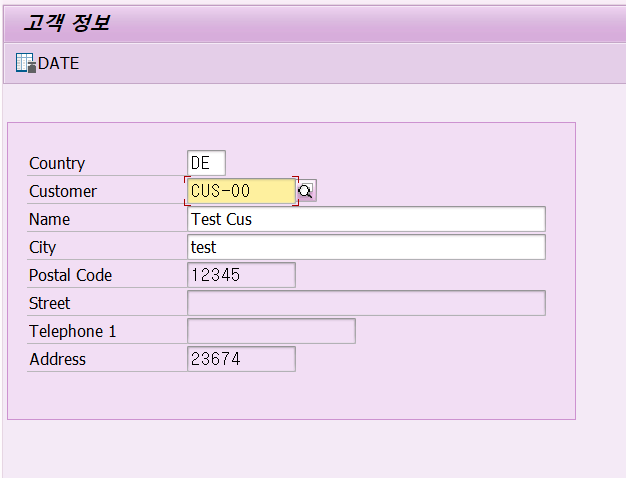 고객 정보
DATE
Country DE
Customer CUS-00
Name Test Cus
City test
Postal Code 12345
Street
Telephone 1
Address 23674